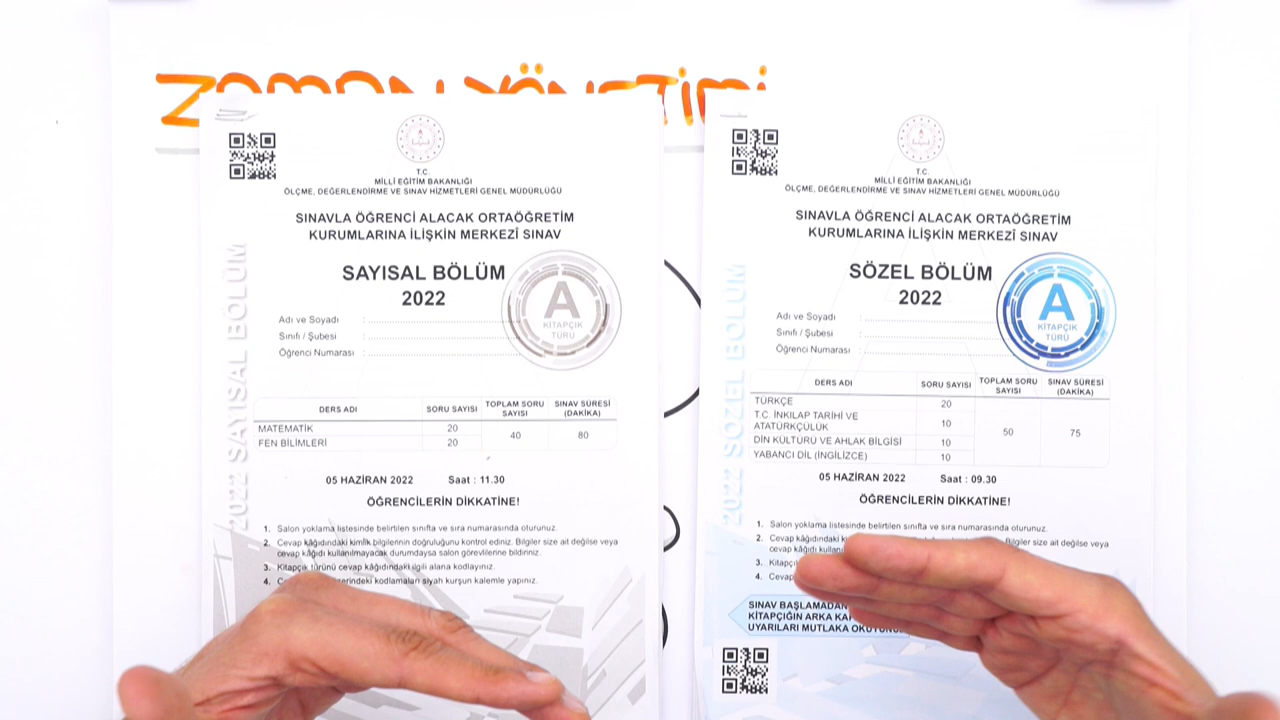 ZAMAN YÖNETİMİ
T.C.
MİLLİ EĞİTİM BAKANLIĞI
ÖLÇME, DEĞERLENDİRME VE SINAV HİZMETLERİ GENEL MÜDÜRLÜĞÜ
SINAVLA ÖĞRENCİ ALACAK ORTAÖĞRETİM
KURUMLARINA İLİŞKİN MERKEZÎ SINAV
SAYISAL BÖLÜM
2022
A
KİTAPÇIK
TÜRÜ
Adı ve Soyadı :
Sınıfı / Şubesi :
Öğrenci Numarası :
2022 SAYISAL BÖLÜM
DERS ADI SORU SAYISI TOPLAM SORU SAYISI SINAV SÜRESİ (DAKİKA)
MATEMATİK 20 40 80
FEN BİLİMLERİ 20
05 HAZİRAN 2022 Saat : 11.30
ÖĞRENCİLERİN DİKKATİNE!
1. Salon yoklama listesinde belirtilen sınıfta ve sıra numarasında oturunuz.
2. Cevap kâğıdındaki kimlik bilgilerinin doğruluğunu kontrol ediniz. Bilgiler size ait değilse veya
cevap kâğıdı kullanılmayacak durumdaysa salon görevlilerine bildiriniz.
3. Kitapçık türünü cevap kâğıdındaki ilgili alana kodlayınız.
4. kodlamaları siyah kurşun kalemle yapınız.
T.C.
MİLLİ EĞİTİM BAKANLIĞI
ÖLÇME, DEĞERLENDİRME VE SINAV HİZMETLERİ GENEL MÜDÜRLÜĞÜ
SINAVLA ÖĞRENCİ ALACAK ORTAÖĞRETİM
KURUMLARINA İLİŞKİN MERKEZÎ SINAV
SÖZEL BÖLÜM
2022
A
KİTAPÇIK
TÜRÜ
Adı ve Soyadı :
Sınıfı / Şubesi :
Öğrenci Numarası :
2022 SÖZEL BÖLÜM
DERS ADI SORU SAYISI TOPLAM SORU SAYISI SINAV SÜRESİ (DAKİKA)
TÜRKÇE 20 50 75
T.C. İNKILAP TARİHİ VE
ATATÜRKÇÜLÜK 10
DİN KÜLTÜRÜ VE AHLAK BİLGİSİ 10
YABANCI DİL (İNGİLİZCE) 10
05 HAZİRAN 2022 Saat : 09.30
ÖĞRENCİLERİN DİKKATİNE!
1. Salon yoklama listesinde belirtilen sınıfta ve sıra numarasında oturunuz.
2. Cevap kâğıdındaki Bilgiler size ait değilse veya
cevap kâğıdı
3.
4. Cevap
SINAV BAŞLAMADAN
KİTAPÇIĞIN ARKA
UYARILARI MUTLAKA